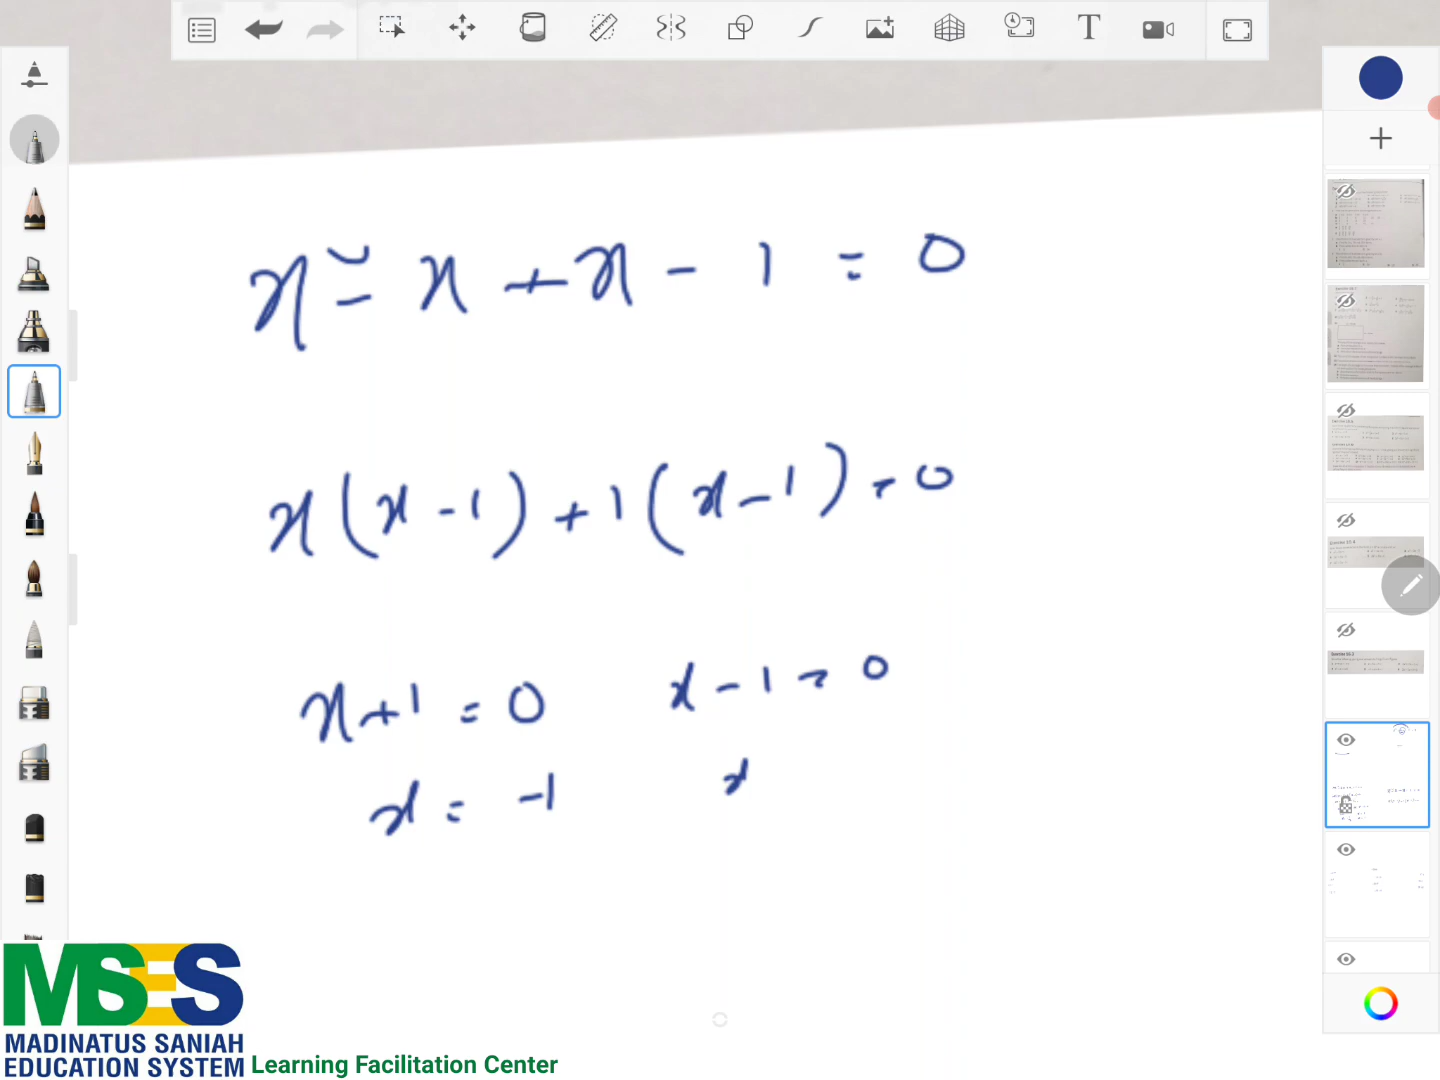 T
x² - x + x - 1 = 0
x(x-1)+1(x-1) = 0
x+1 = 0 x-1 = 0
x = -1 x
MSES
MADINATUS SANIAH
EDUCATION SYSTEM Learning Facilitation Center